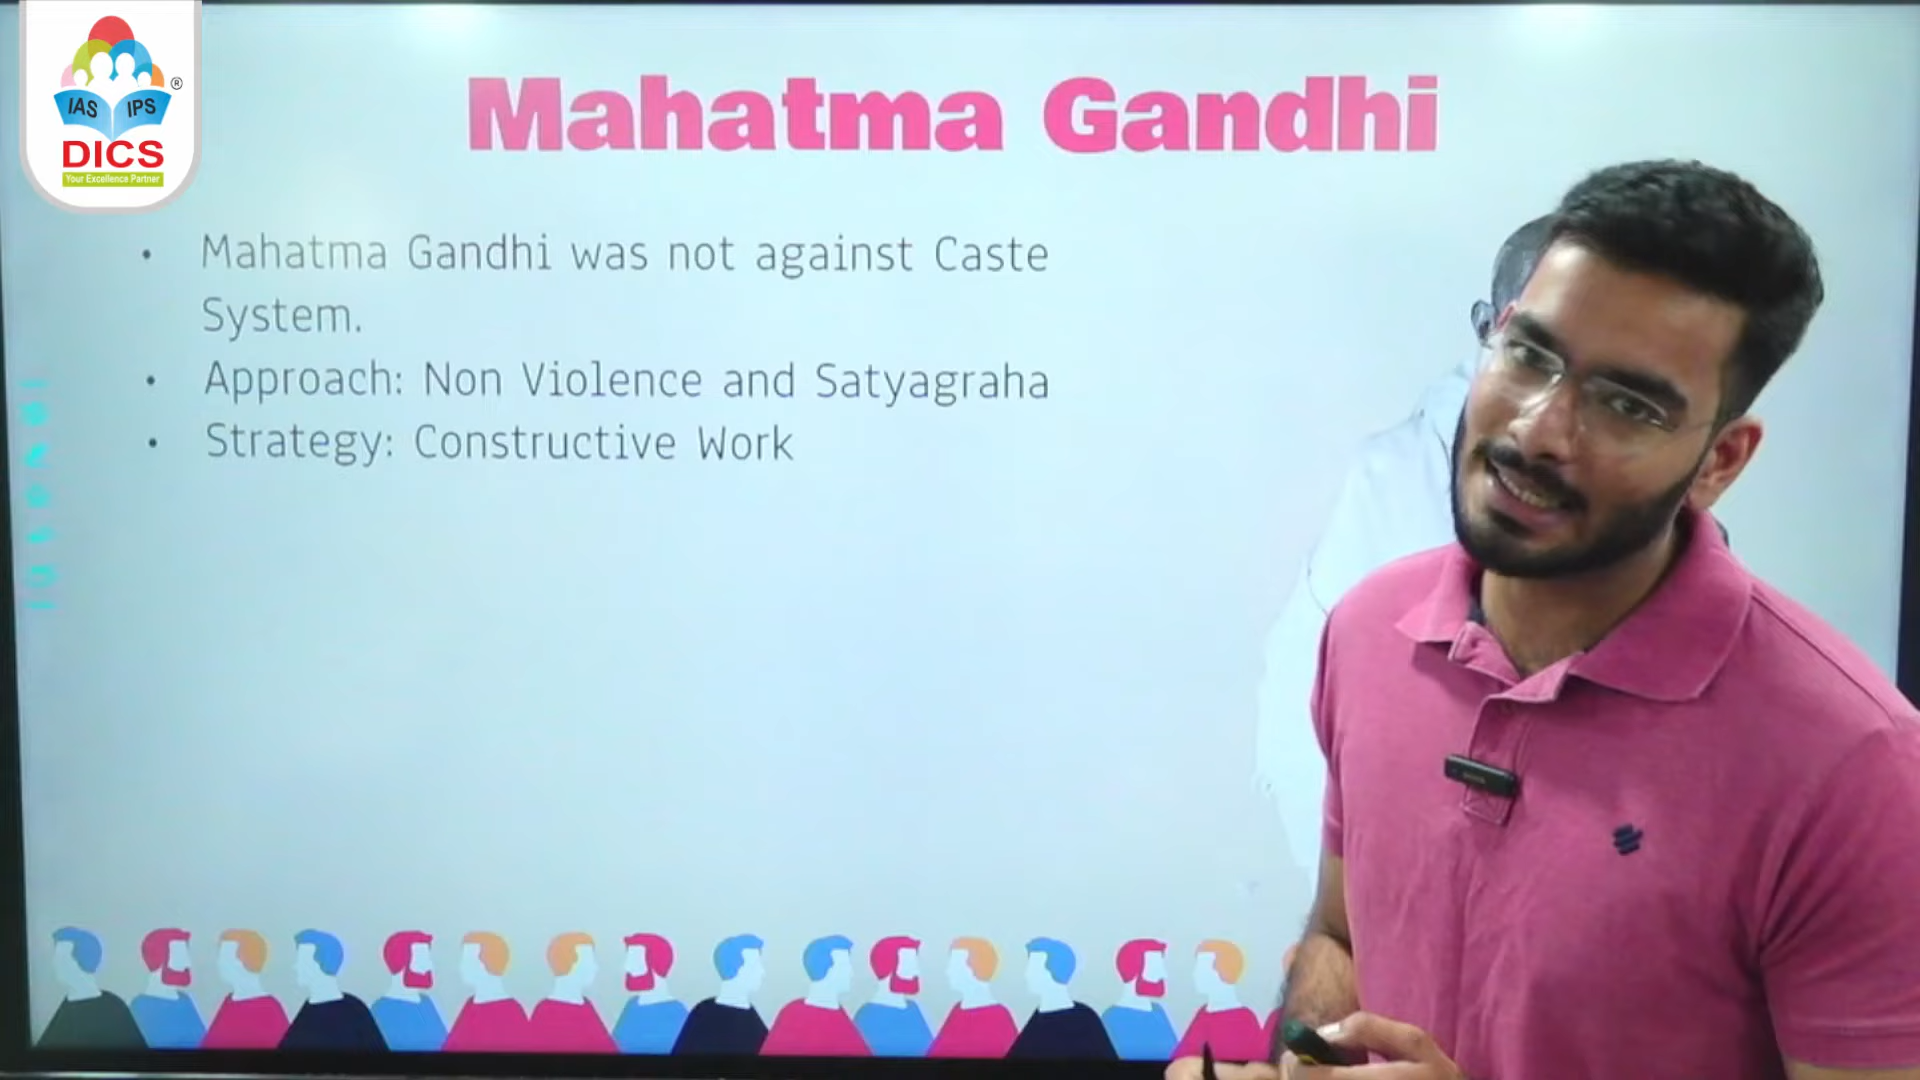 IAS IPS ®
DICS
Your Excellence Partner
Mahatma Gandhi
• Mahatma Gandhi was not against Caste
System.
• Approach: Non Violence and Satyagraha
• Strategy: Constructive Work